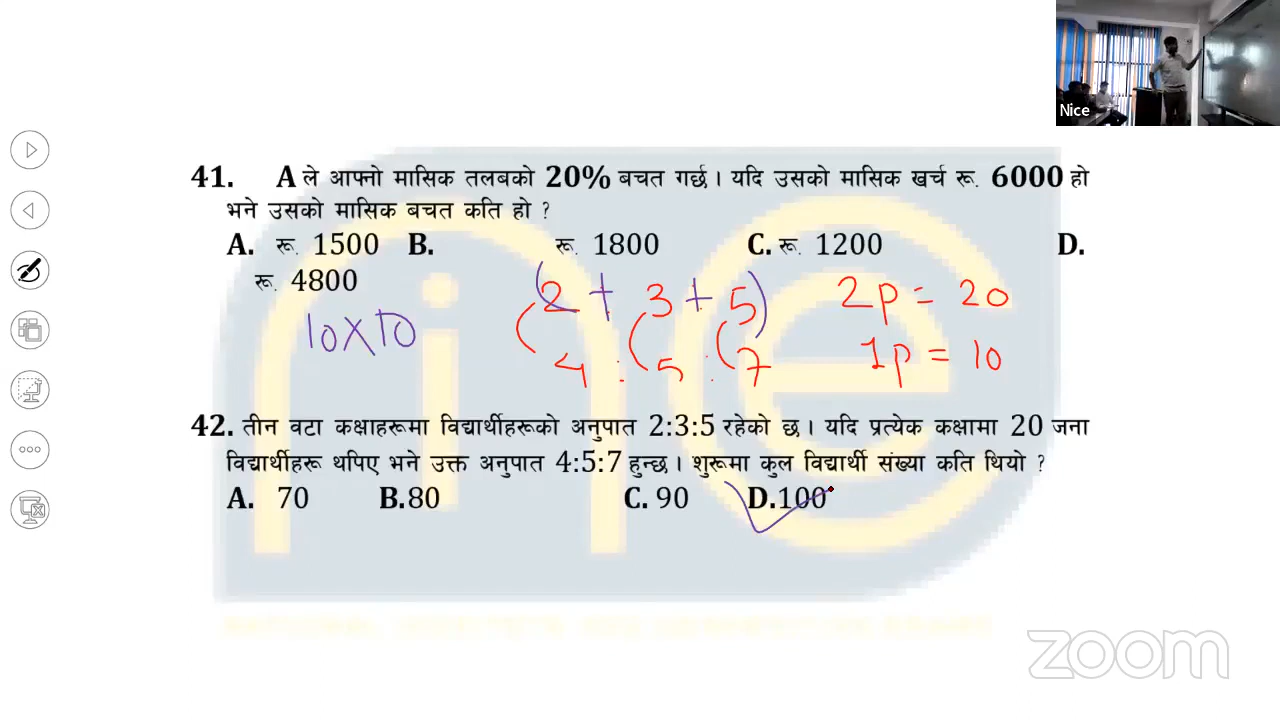 Nice
41. A ले आफ्नो मासिक तलबको 20% बचत गर्छ। यदि उसको मासिक खर्च रू. 6000 हो
भने उसको मासिक बचत कति हो ?
A. रू. 1500 B. रू. 1800 C. रू. 1200 D.
रू. 4800
(2 + 3 + 5) 2p = 20
10X10
4 : 5 : 7 1p = 10
42. तीन वटा कक्षाहरूमा विद्यार्थीहरूको अनुपात 2:3:5 रहेको छ। यदि प्रत्येक कक्षामा 20 जना
विद्यार्थीहरू थपिए भने उक्त अनुपात 4:5:7 हुन्छ। शुरूमा कुल विद्यार्थी संख्या कति थियो ?
A. 70 B.80 C. 90 D.100
zoom